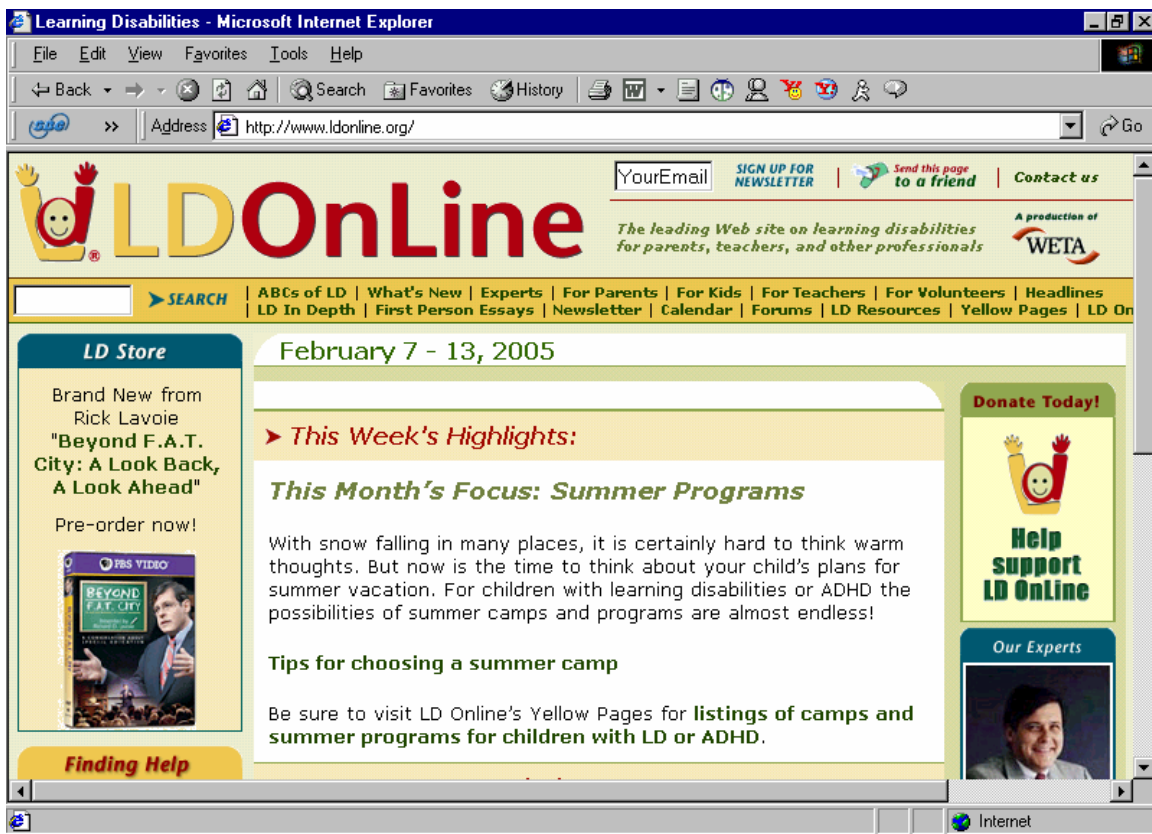 Learning Disabilities - Microsoft Internet Explorer
File Edit View Favorites Tools Help
Back Search Favorites History
Address http://www.ldonline.org/ Go
YourEmail SIGN UP FOR NEWSLETTER | Send this page to a friend | Contact us
LDOnLine
The leading Web site on learning disabilities
for parents, teachers, and other professionals
A production of
WETA
SEARCH
| ABCs of LD | What's New | Experts | For Parents | For Kids | For Teachers | For Volunteers | Headlines
| LD In Depth | First Person Essays | Newsletter | Calendar | Forums | LD Resources | Yellow Pages | LD On
LD Store
Brand New from
Rick Lavoie
"Beyond F.A.T.
City: A Look Back,
A Look Ahead"
Pre-order now!
PBS VIDEO
BEYOND
F.A.T. CITY
Finding Help
February 7 - 13, 2005
This Week's Highlights:
This Month's Focus: Summer Programs
With snow falling in many places, it is certainly hard to think warm
thoughts. But now is the time to think about your child's plans for
summer vacation. For children with learning disabilities or ADHD the
possibilities of summer camps and programs are almost endless!
Tips for choosing a summer camp
Be sure to visit LD Online's Yellow Pages for listings of camps and
summer programs for children with LD or ADHD.
Donate Today!
Help
support
LD OnLine
Our Experts
Internet